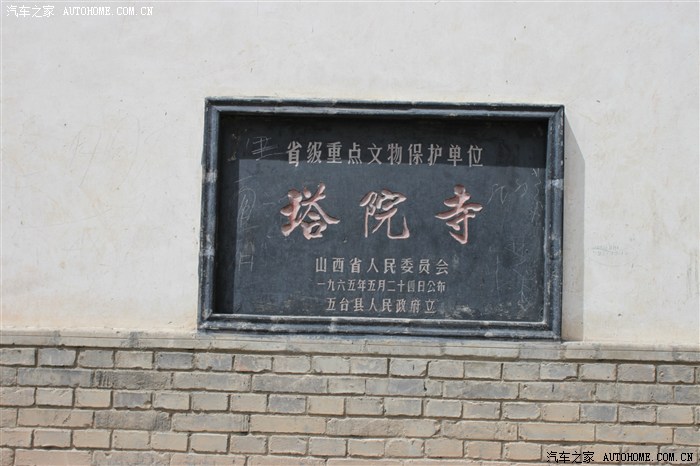 汽车之家 AUTOHOME.COM.CN
省级重点文物保护单位
塔院寺
山西省人民委员会
一九六五年五月二十四日公布
五台县人民政府立
汽车之家 AUTOHOME.COM.CN